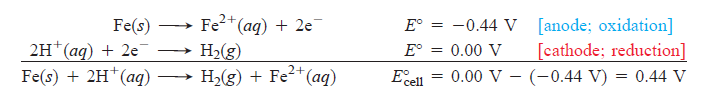 Fe(s) ⟶ Fe²⁺(aq) + 2e⁻ E° = −0.44 V [anode; oxidation]
2H⁺(aq) + 2e⁻ ⟶ H₂(g) E° = 0.00 V [cathode; reduction]
Fe(s) + 2H⁺(aq) ⟶ H₂(g) + Fe²⁺(aq) E°cell = 0.00 V − (−0.44 V) = 0.44 V